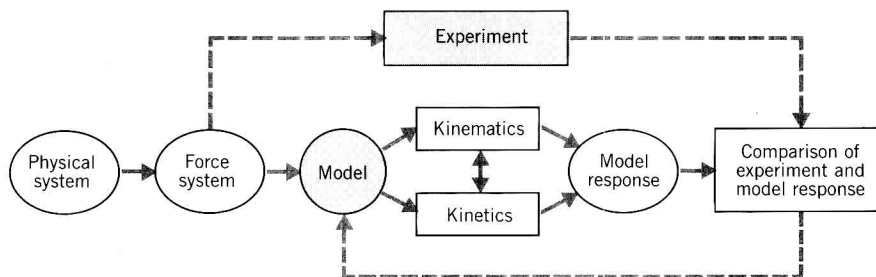 Experiment
Physical
system
Force
system
Model
Kinematics
Kinetics
Model
response
Comparison of
experiment and
model response